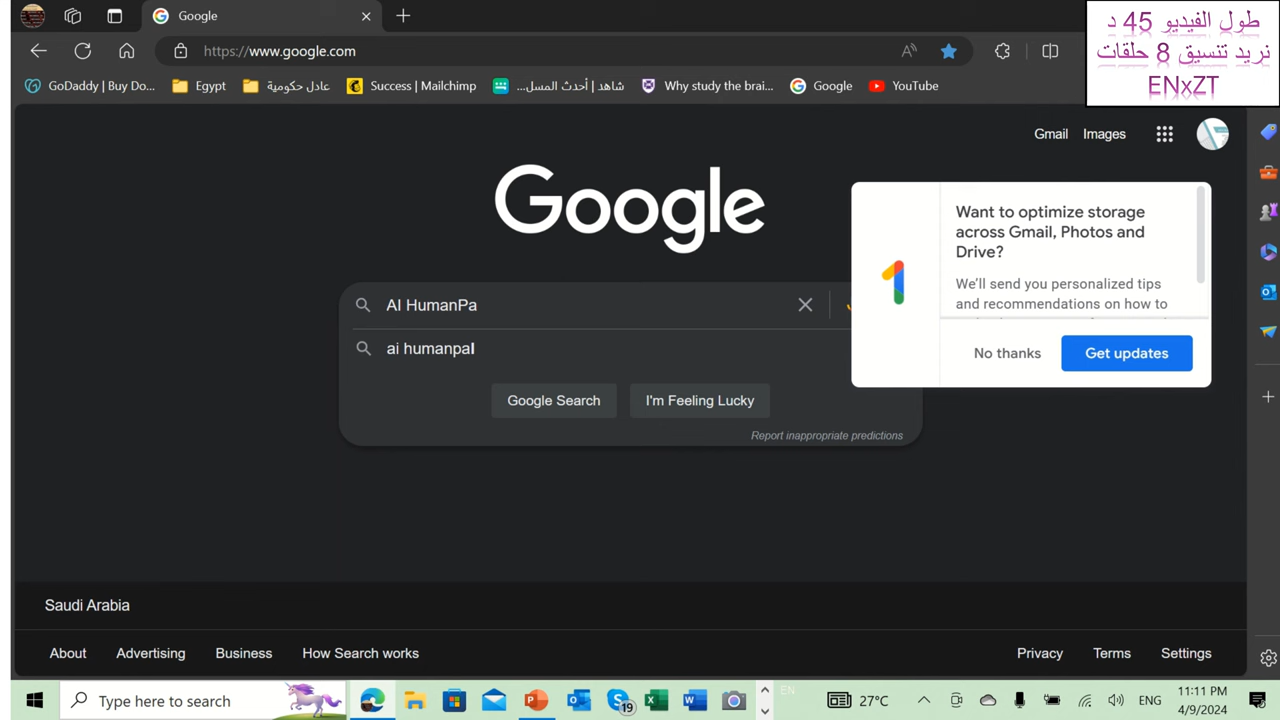 Google
طول الفيديو 45 د
نريد تنسيق 8 حلقات
ENxZT
https://www.google.com
GoDaddy | Buy Do...
Egypt
عادل حكومية
Success | Mailchi...
شاهد | أحدث المسل...
Why study the brai...
Google
YouTube
Gmail Images
Google
Want to optimize storage
across Gmail, Photos and
Drive?
We'll send you personalized tips
and recommendations on how to
No thanks
Get updates
AI HumanPa
ai humanpal
Google Search
I'm Feeling Lucky
Report inappropriate predictions
Saudi Arabia
About Advertising Business How Search works
Privacy Terms Settings
Type here to search
19
EN
27°C
ENG
11:11 PM
4/9/2024